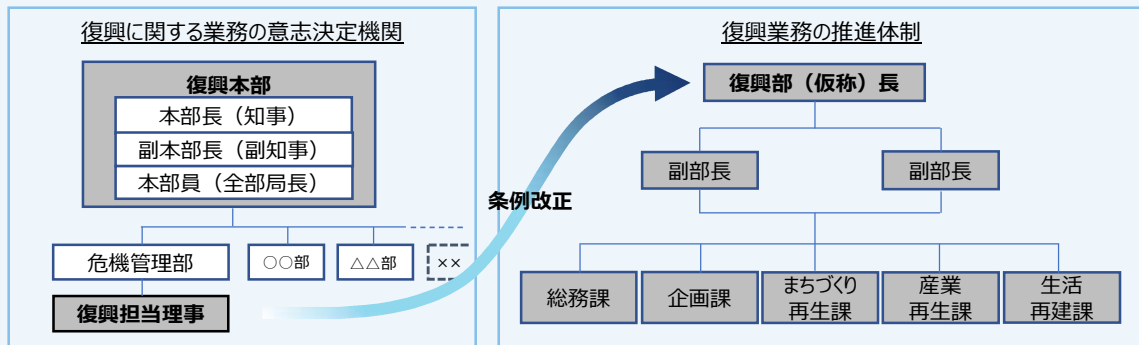 復興に関する業務の意志決定機関
復興本部
本部長（知事）
副本部長（副知事）
本部員（全部局長）
危機管理部
○○部
△△部
××
復興担当理事
条例改正
復興業務の推進体制
復興部（仮称）長
副部長
副部長
総務課
企画課
まちづくり
再生課
産業
再生課
生活
再建課